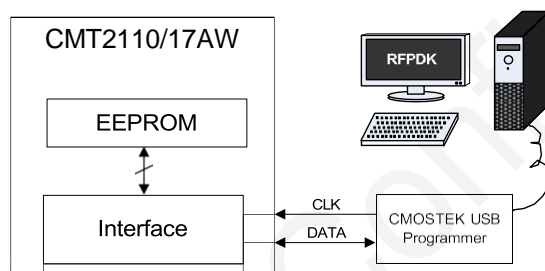 CMT2110/17AW
RFPDK
EEPROM
CLK
Interface
DATA
CMOSTEK USB
Programmer